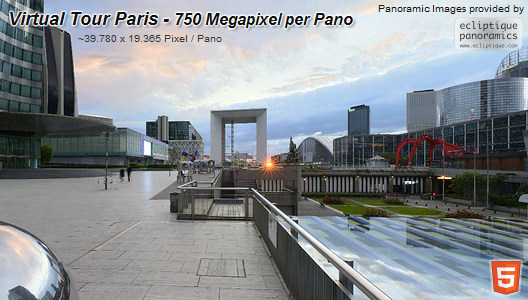 Virtual Tour Paris - 750 Megapixel per Pano
~39.780 x 19.365 Pixel / Pano
Panoramic Images provided by
ecliptique
panoramics
www.ecliptique.com
5